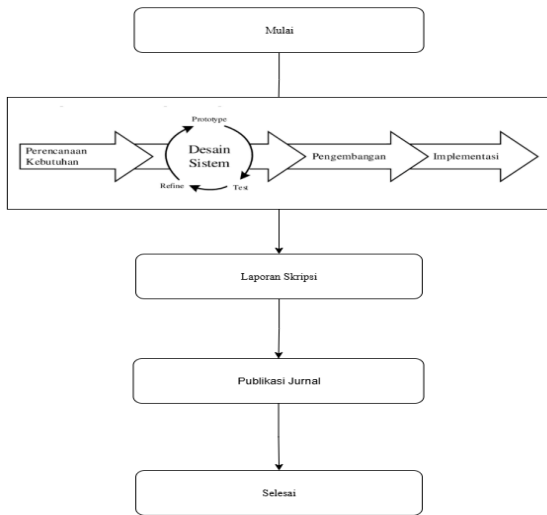 Mulai
Prototype
Perencanaan
Kebutuhan
Desain
Sistem
Pengembangan
Implementasi
Refine
Test
Laporan Skripsi
Publikasi Jurnal
Selesai